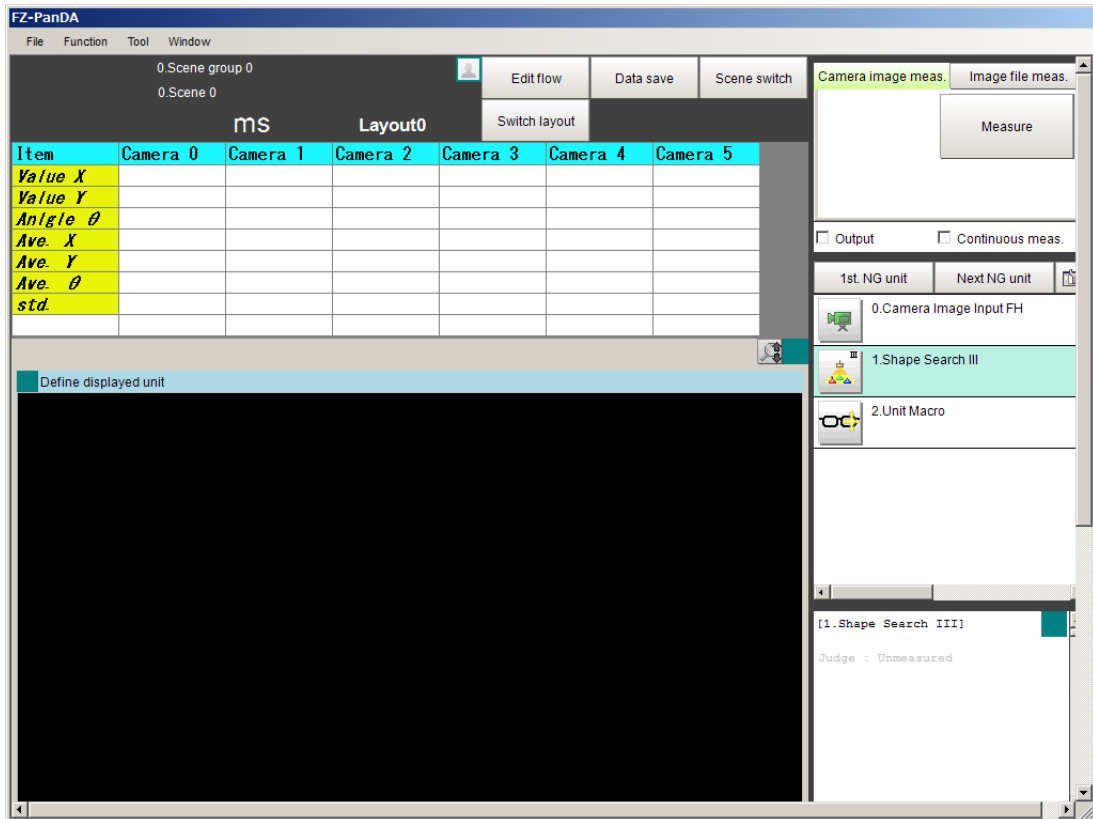 FZ-PanDA
File Function Tool Window
0.Scene group 0
0.Scene 0
ms Layout0
Edit flow Data save Scene switch
Switch layout
Item Camera 0 Camera 1 Camera 2 Camera 3 Camera 4 Camera 5
Value X
Value Y
Anlgle θ
Ave. X
Ave. Y
Ave. θ
std.
Define displayed unit
Camera image meas. Image file meas.
Measure
Output Continuous meas.
1st. NG unit Next NG unit
0.Camera Image Input FH
III
1.Shape Search III
2.Unit Macro
[1.Shape Search III]
Judge : Unmeasured